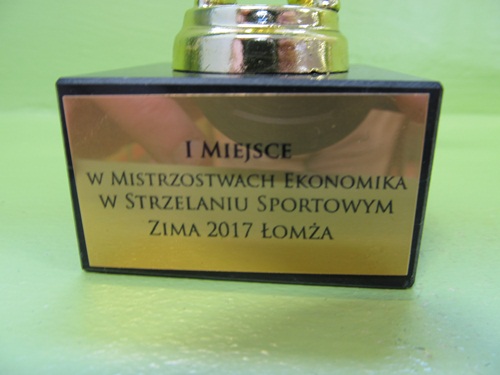 I Miejsce
w Mistrzostwach Ekonomika
w Strzelaniu Sportowym
Zima 2017 Łomża